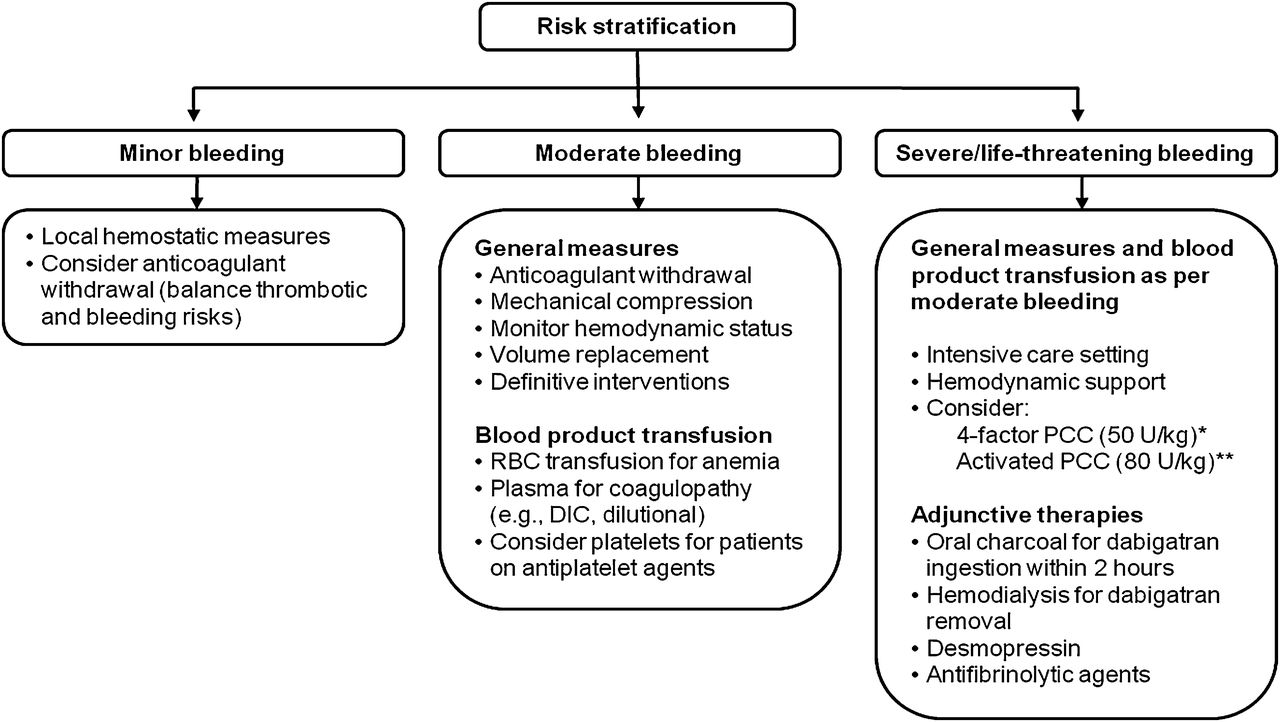 Risk stratification
Minor bleeding
• Local hemostatic measures
• Consider anticoagulant
withdrawal (balance thrombotic
and bleeding risks)
Moderate bleeding
General measures
• Anticoagulant withdrawal
• Mechanical compression
• Monitor hemodynamic status
• Volume replacement
• Definitive interventions
Blood product transfusion
• RBC transfusion for anemia
• Plasma for coagulopathy
(e.g., DIC, dilutional)
• Consider platelets for patients
on antiplatelet agents
Severe/life-threatening bleeding
General measures and blood
product transfusion as per
moderate bleeding
• Intensive care setting
• Hemodynamic support
• Consider:
4-factor PCC (50 U/kg)*
Activated PCC (80 U/kg)**
Adjunctive therapies
• Oral charcoal for dabigatran
ingestion within 2 hours
• Hemodialysis for dabigatran
removal
• Desmopressin
• Antifibrinolytic agents